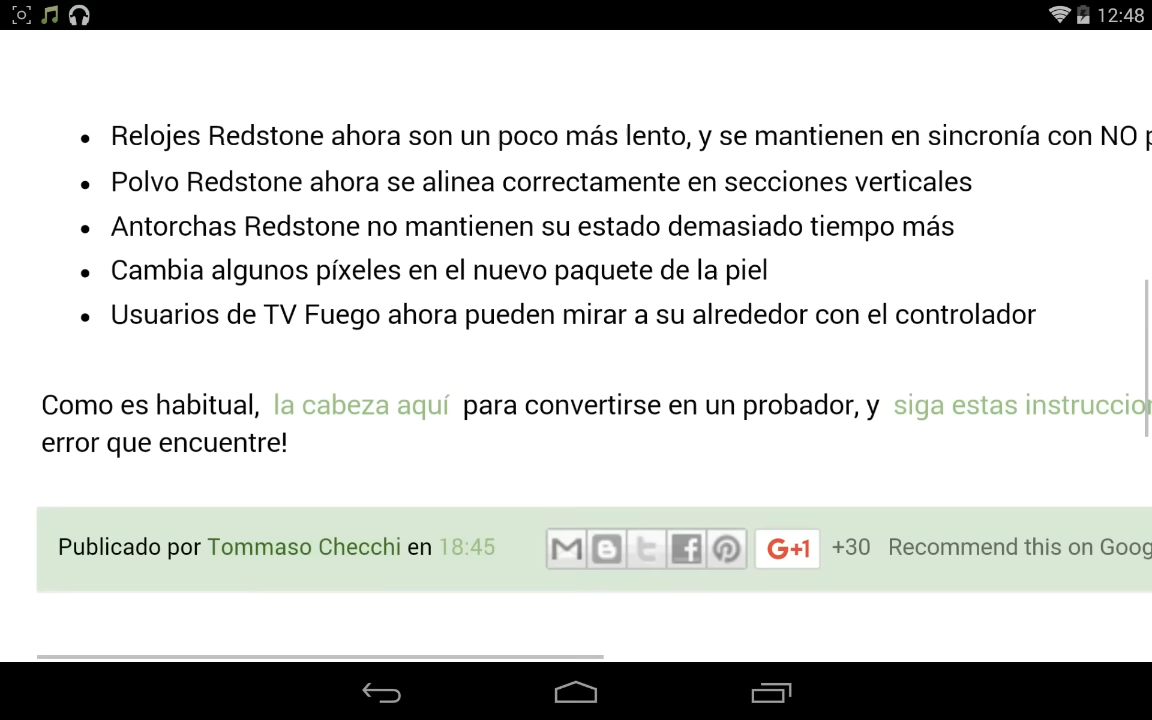 12:48
Relojes Redstone ahora son un poco más lento, y se mantienen en sincronía con NO
Polvo Redstone ahora se alinea correctamente en secciones verticales
Antorchas Redstone no mantienen su estado demasiado tiempo más
Cambia algunos píxeles en el nuevo paquete de la piel
Usuarios de TV Fuego ahora pueden mirar a su alrededor con el controlador
Como es habitual, la cabeza aquí para convertirse en un probador, y siga estas
error que encuentre!
Publicado por Tommaso Checchi en 18:45 G+1 +30 Recommend this on